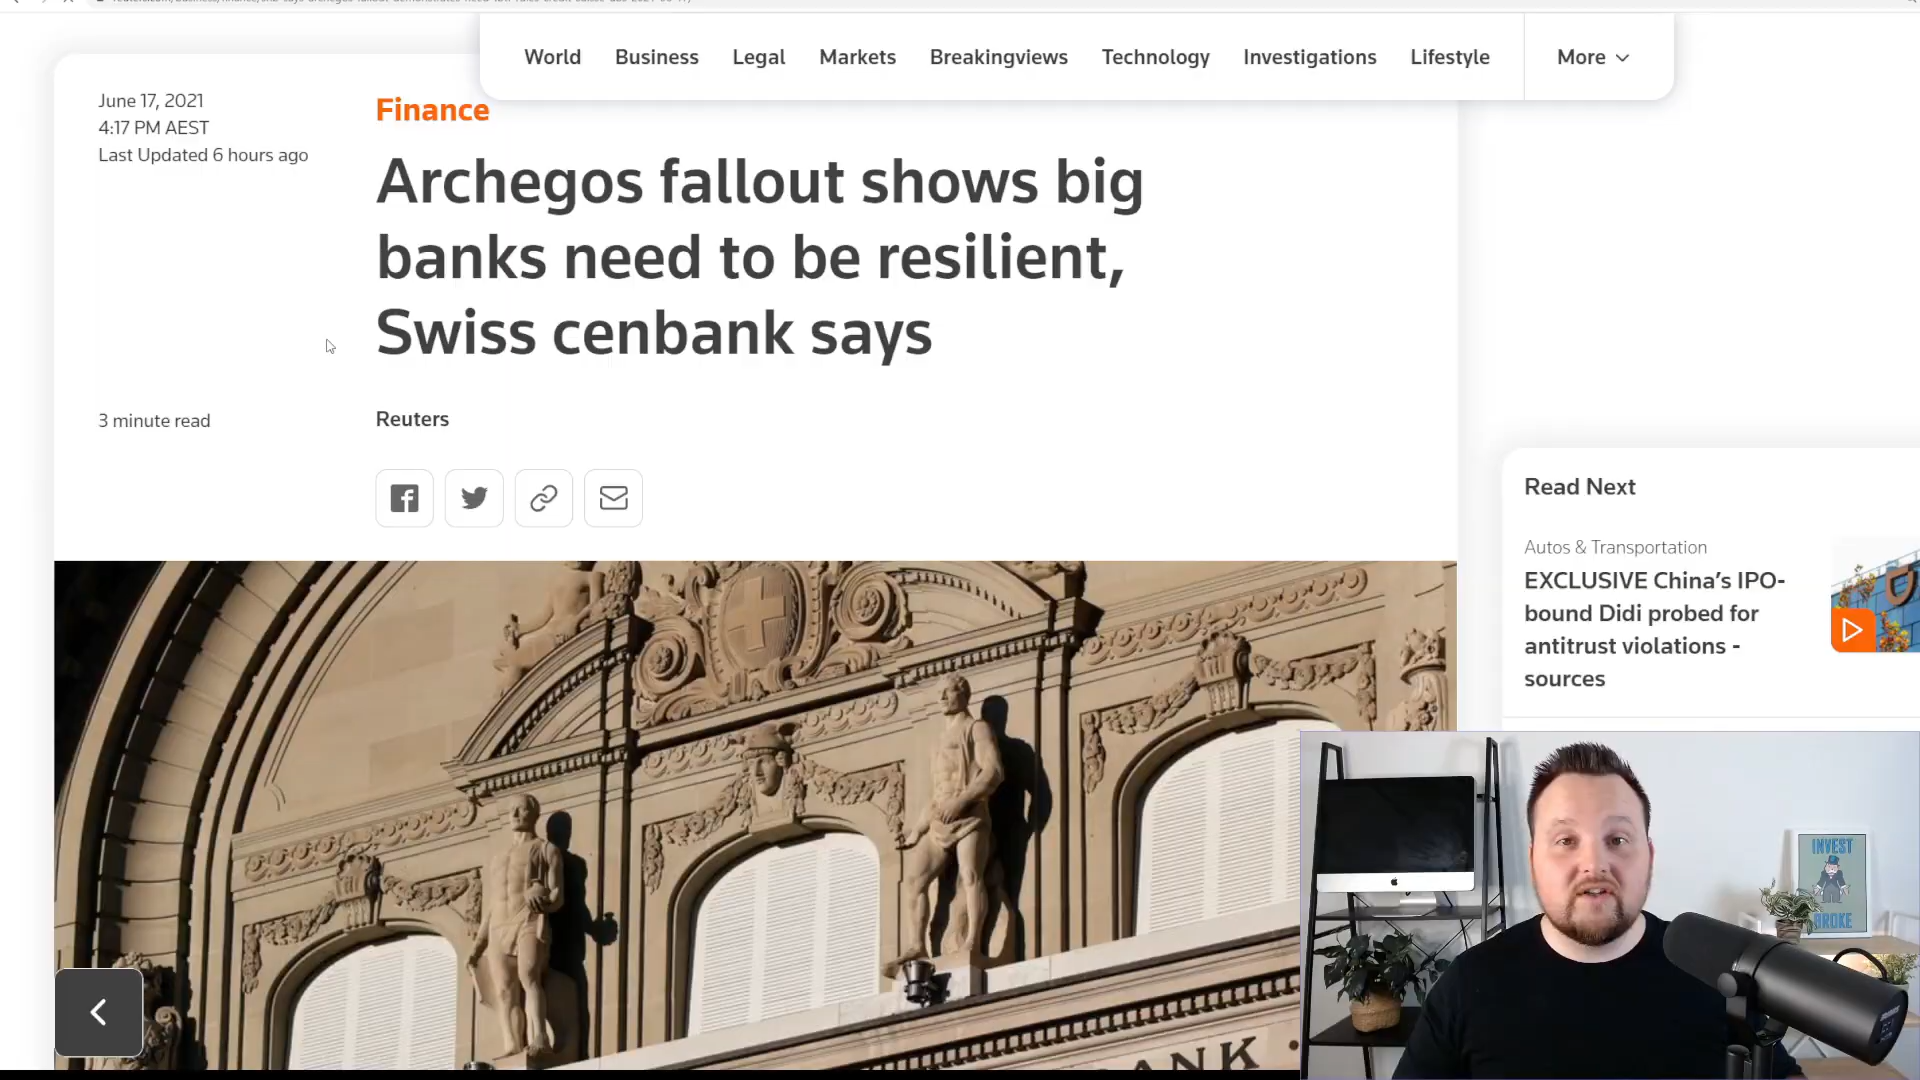 World Business Legal Markets Breakingviews Technology Investigations Lifestyle More
June 17, 2021
4:17 PM AEST
Last Updated 6 hours ago
Finance
Archegos fallout shows big
banks need to be resilient,
Swiss cenbank says
3 minute read
Reuters
Read Next
Autos & Transportation
EXCLUSIVE China’s IPO-
bound Didi probed for
antitrust violations -
sources
INVEST